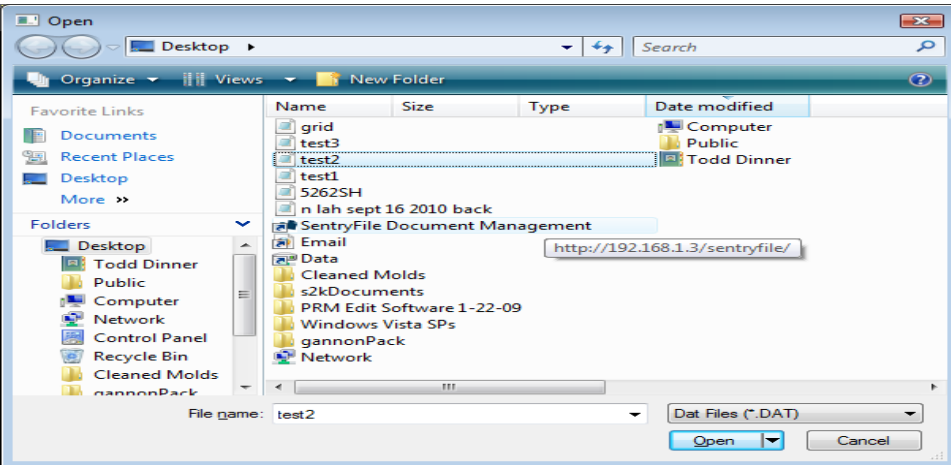 Open
Desktop
Search
Organize Views New Folder
Favorite Links
Documents
Recent Places
Desktop
More »
Folders
Desktop
Todd Dinner
Public
Computer
Network
Control Panel
Recycle Bin
Cleaned Molds
gannonPack
Name Size Type Date modified
grid
test3
test2
test1
5262SH
n lah sept 16 2010 back
SentryFile Document Management
Email
Data
Cleaned Molds
s2kDocuments
PRM Edit Software 1-22-09
Windows Vista SPs
gannonPack
Network
Computer
Public
Todd Dinner
http://192.168.1.3/sentryfile/
File name: test2 Dat Files (*.DAT)
Open Cancel